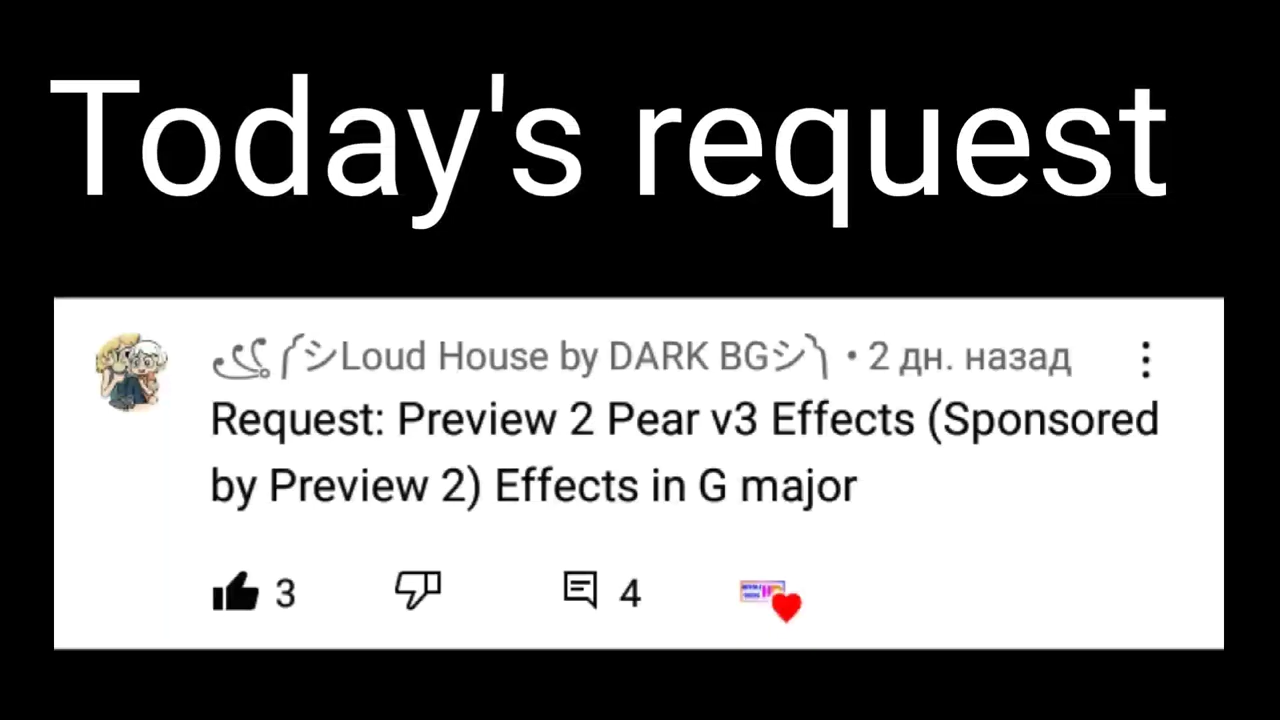 Today's request
⎛シLoud House by DARK BGシ⎞ • 2 дн. назад
Request: Preview 2 Pear v3 Effects (Sponsored
by Preview 2) Effects in G major
3 4